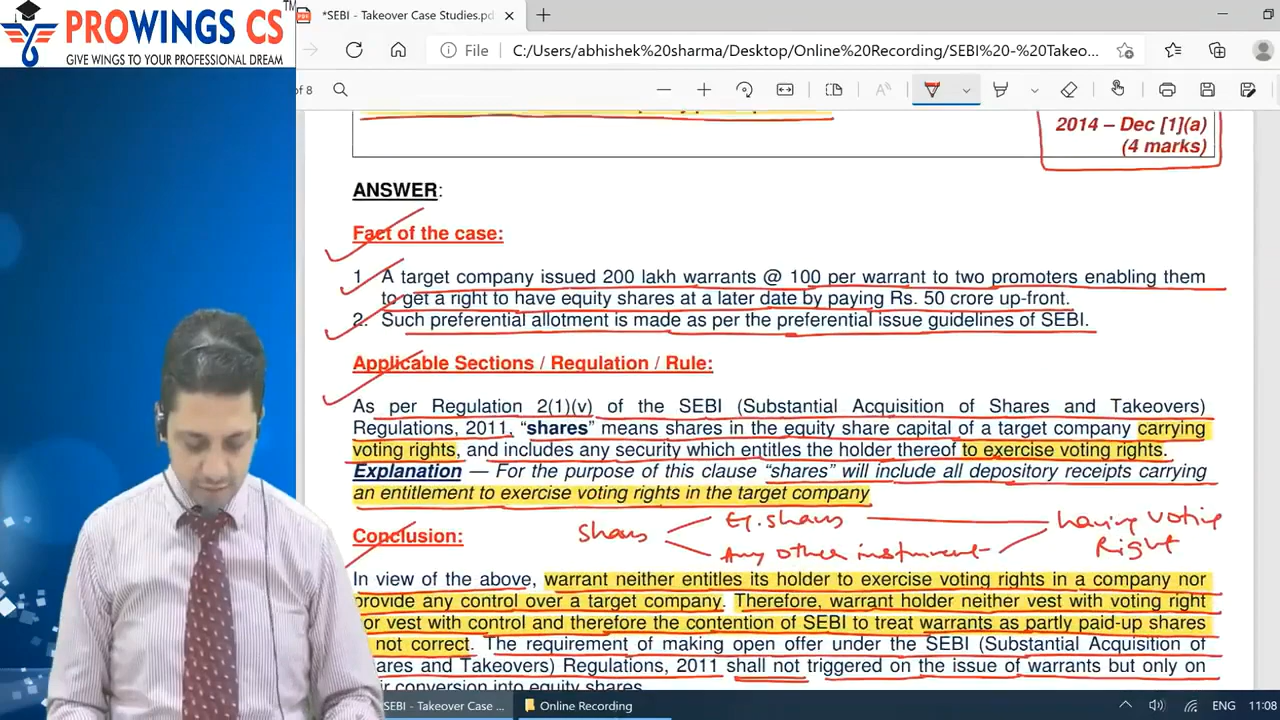 PROWINGS CS TM
GIVE WINGS TO YOUR PROFESSIONAL DREAM
*SEBI - Takeover Case Studies.pd
File C:/Users/abhishek%20sharma/Desktop/Online%20Recording/SEBI%20-%20Takeo...
of 8
2014 – Dec [1](a)
(4 marks)
ANSWER:
Fact of the case:
1 A target company issued 200 lakh warrants @ 100 per warrant to two promoters enabling them
to get a right to have equity shares at a later date by paying Rs. 50 crore up-front.
2. Such preferential allotment is made as per the preferential issue guidelines of SEBI.
Applicable Sections / Regulation / Rule:
As per Regulation 2(1)(v) of the SEBI (Substantial Acquisition of Shares and Takeovers)
Regulations, 2011, “shares” means shares in the equity share capital of a target company carrying
voting rights, and includes any security which entitles the holder thereof to exercise voting rights.
Explanation — For the purpose of this clause “shares” will include all depository receipts carrying
an entitlement to exercise voting rights in the target company
Shares Eq. shares having voting
Any other instrument Right
Conclusion:
In view of the above, warrant neither entitles its holder to exercise voting rights in a company nor
provide any control over a target company. Therefore, warrant holder neither vest with voting right
or vest with control and therefore the contention of SEBI to treat warrants as partly paid-up shares
not correct. The requirement of making open offer under the SEBI (Substantial Acquisition of
hares and Takeovers) Regulations, 2011 shall not triggered on the issue of warrants but only on
ir conversion into equity shares
SEBI - Takeover Case ... Online Recording ENG 11:08